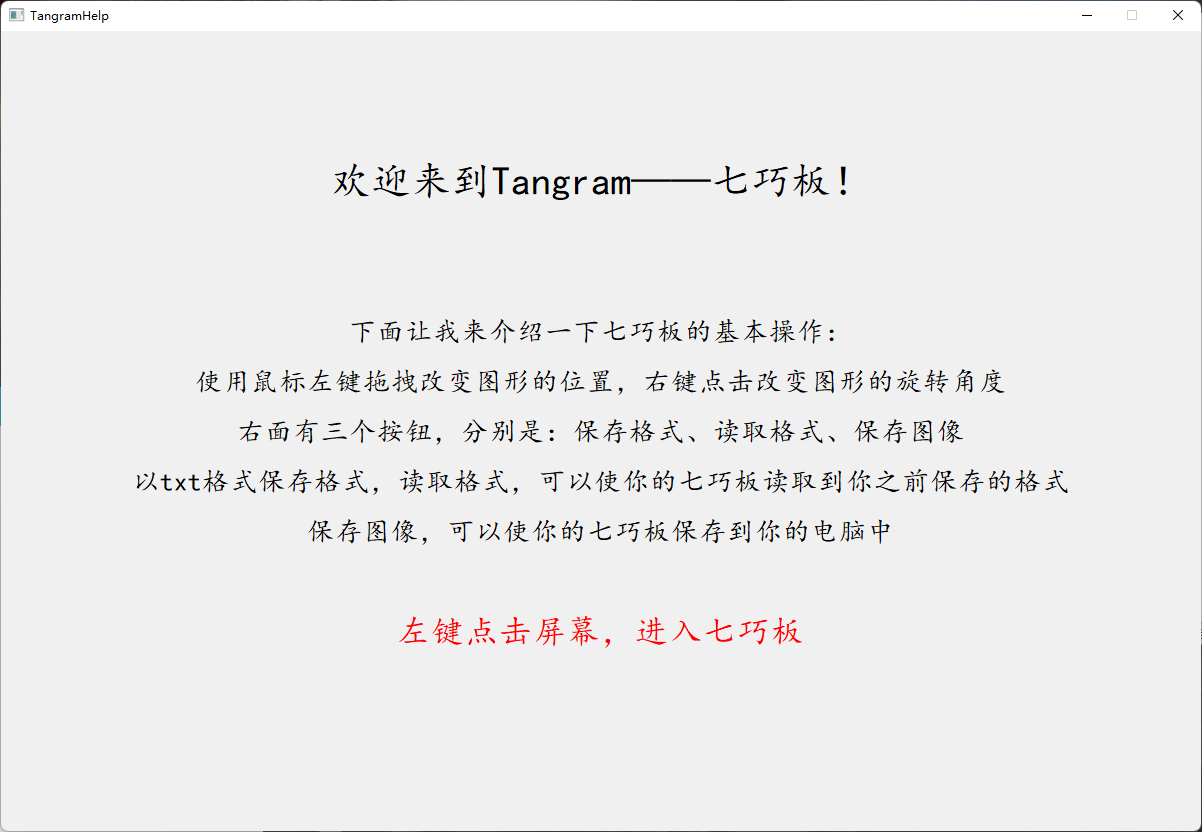 TangramHelp
欢迎来到Tangram——七巧板！
下面让我来介绍一下七巧板的基本操作：
使用鼠标左键拖拽改变图形的位置，右键点击改变图形的旋转角度
右面有三个按钮，分别是：保存格式、读取格式、保存图像
以txt格式保存格式，读取格式，可以使你的七巧板读取到你之前保存的格式
保存图像，可以使你的七巧板保存到你的电脑中
左键点击屏幕，进入七巧板